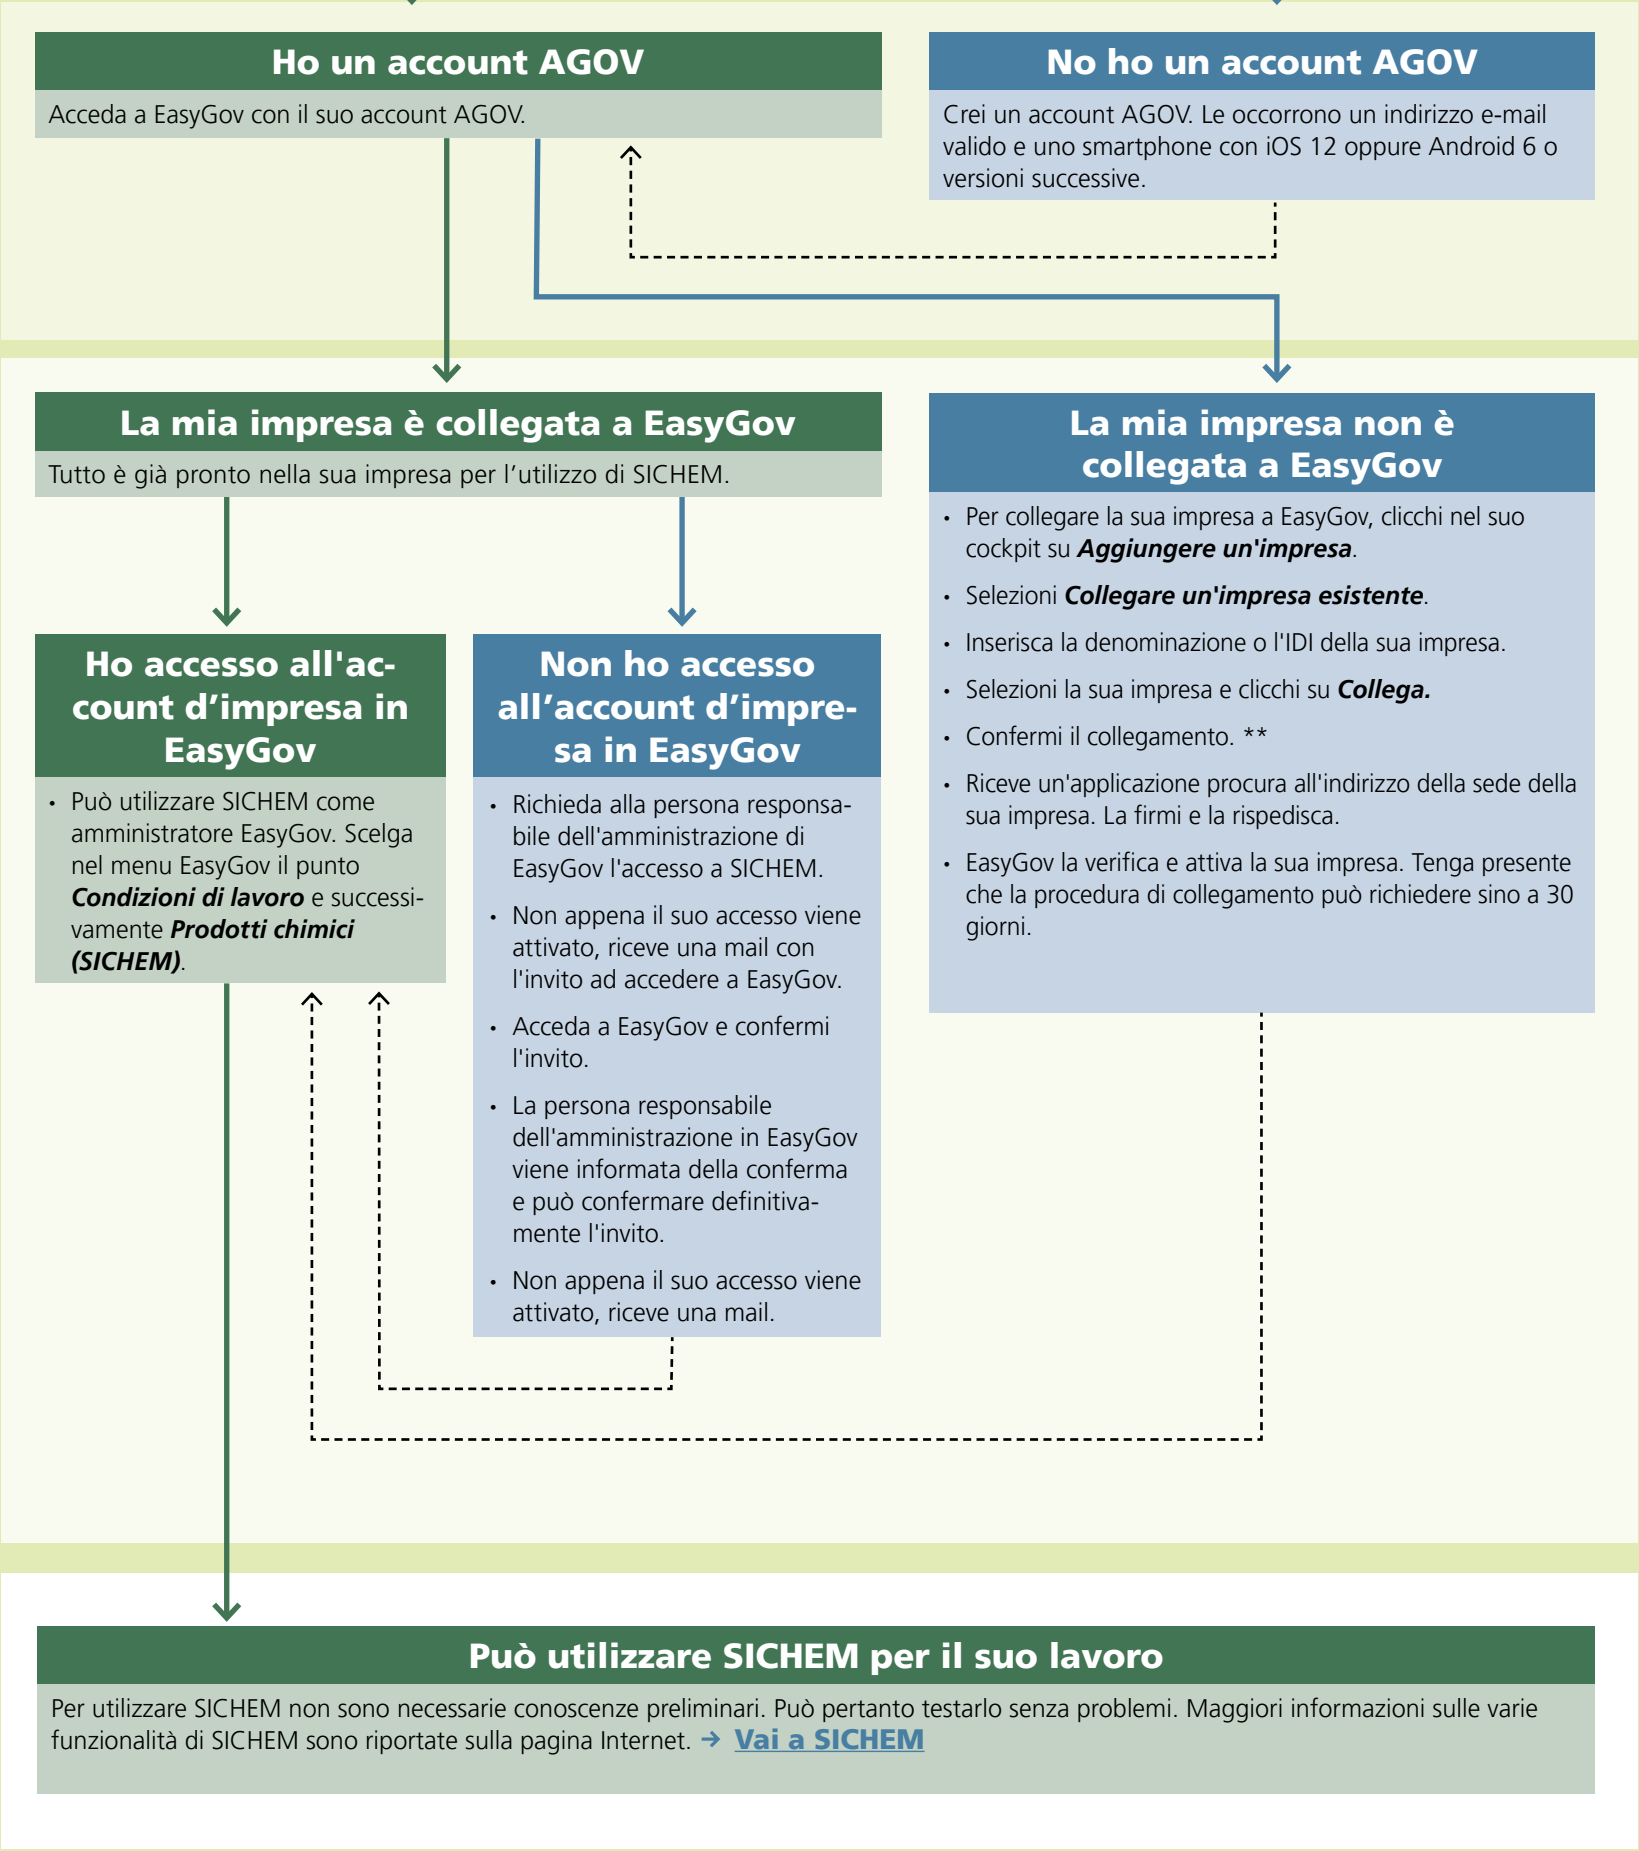 Ho un account AGOV
Acceda a EasyGov con il suo account AGOV.
No ho un account AGOV
Crei un account AGOV. Le occorrono un indirizzo e-mail
valido e uno smartphone con iOS 12 oppure Android 6 o
versioni successive.
La mia impresa è collegata a EasyGov
Tutto è già pronto nella sua impresa per l’utilizzo di SICHEM.
La mia impresa non è
collegata a EasyGov
• Per collegare la sua impresa a EasyGov, clicchi nel suo
cockpit su Aggiungere un'impresa.
• Selezioni Collegare un'impresa esistente.
• Inserisca la denominazione o l'IDI della sua impresa.
• Selezioni la sua impresa e clicchi su Collega.
• Confermi il collegamento. **
• Riceve un'applicazione procura all'indirizzo della sede della
sua impresa. La firmi e la rispedisca.
• EasyGov la verifica e attiva la sua impresa. Tenga presente
che la procedura di collegamento può richiedere sino a 30
giorni.
Ho accesso all'ac-
count d’impresa in
EasyGov
• Può utilizzare SICHEM come
amministratore EasyGov. Scelga
nel menu EasyGov il punto
Condizioni di lavoro e successi-
vamente Prodotti chimici
(SICHEM).
Non ho accesso
all’account d’impre-
sa in EasyGov
• Richieda alla persona responsa-
bile dell'amministrazione di
EasyGov l'accesso a SICHEM.
• Non appena il suo accesso viene
attivato, riceve una mail con
l'invito ad accedere a EasyGov.
• Acceda a EasyGov e confermi
l'invito.
• La persona responsabile
dell'amministrazione in EasyGov
viene informata della conferma
e può confermare definitiva-
mente l'invito.
• Non appena il suo accesso viene
attivato, riceve una mail.
Può utilizzare SICHEM per il suo lavoro
Per utilizzare SICHEM non sono necessarie conoscenze preliminari. Può pertanto testarlo senza problemi. Maggiori informazioni sulle varie
funzionalità di SICHEM sono riportate sulla pagina Internet. → Vai a SICHEM